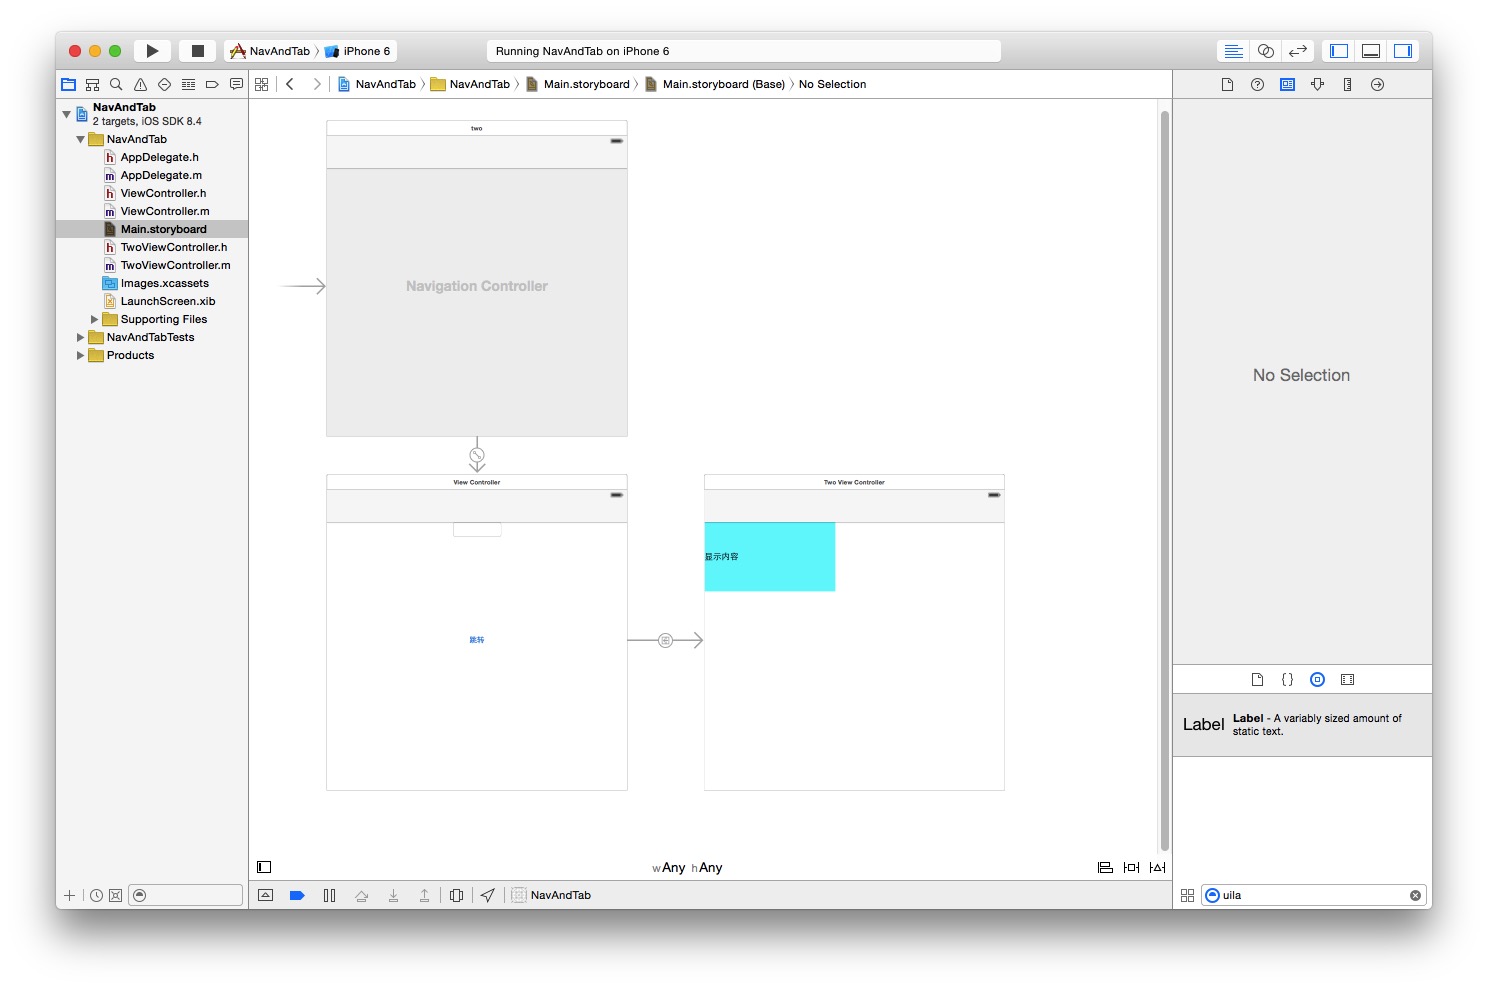 NavAndTab
iPhone 6
Running NavAndTab on iPhone 6
NavAndTab
NavAndTab
Main.storyboard
Main.storyboard (Base)
No Selection
NavAndTab
2 targets, iOS SDK 8.4
NavAndTab
AppDelegate.h
AppDelegate.m
ViewController.h
ViewController.m
Main.storyboard
TwoViewController.h
TwoViewController.m
Images.xcassets
LaunchScreen.xib
Supporting Files
NavAndTabTests
Products
two
Navigation Controller
View Controller
跳转
Two View Controller
显示内容
wAny hAny
NavAndTab
No Selection
Label
Label - A variably sized amount of
static text.
uila